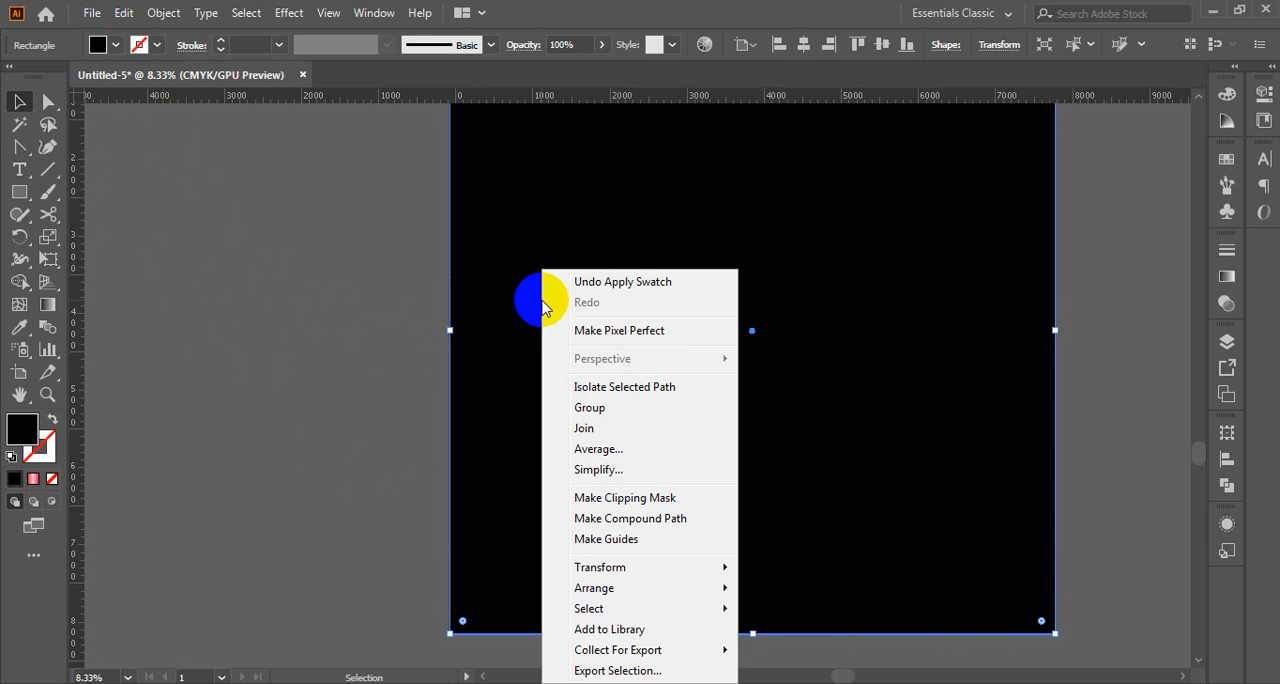 Ai File Edit Object Type Select Effect View Window Help Essentials Classic Search Adobe Stock
Rectangle Stroke: Basic Opacity: 100% Style: Shape: Transform
Untitled-5* @ 8.33% (CMYK/GPU Preview) ×
4000 3000 2000 1000 0 1000 2000 3000 4000 5000 6000 7000 8000 9000
Undo Apply Swatch
Redo
Make Pixel Perfect
Perspective
Isolate Selected Path
Group
Join
Average...
Simplify...
Make Clipping Mask
Make Compound Path
Make Guides
Transform
Arrange
Select
Add to Library
Collect For Export
Export Selection...
8.33% 1 Selection